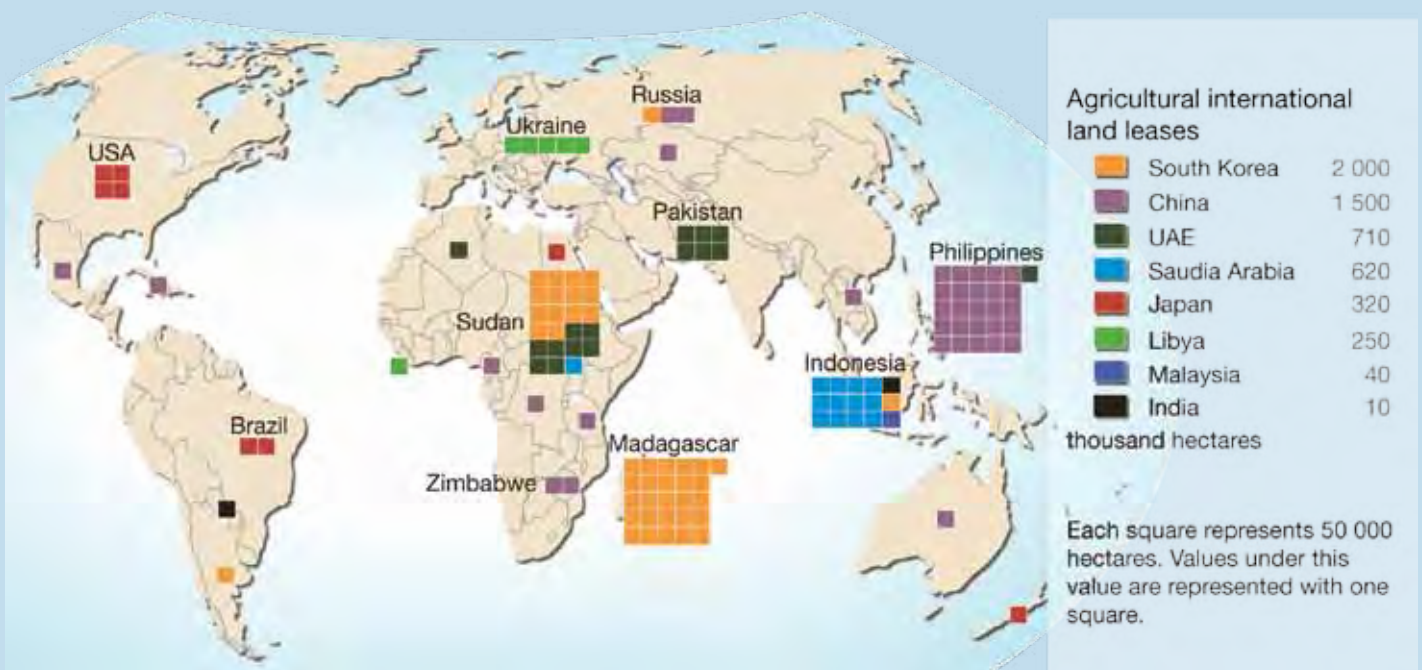 Russia
Ukraine
USA
Pakistan
Philippines
Sudan
Indonesia
Brazil
Madagascar
Zimbabwe
Agricultural international
land leases
South Korea 2 000
China 1 500
UAE 710
Saudia Arabia 620
Japan 320
Libya 250
Malaysia 40
India 10
thousand hectares
Each square represents 50 000
hectares. Values under this
value are represented with one
square.